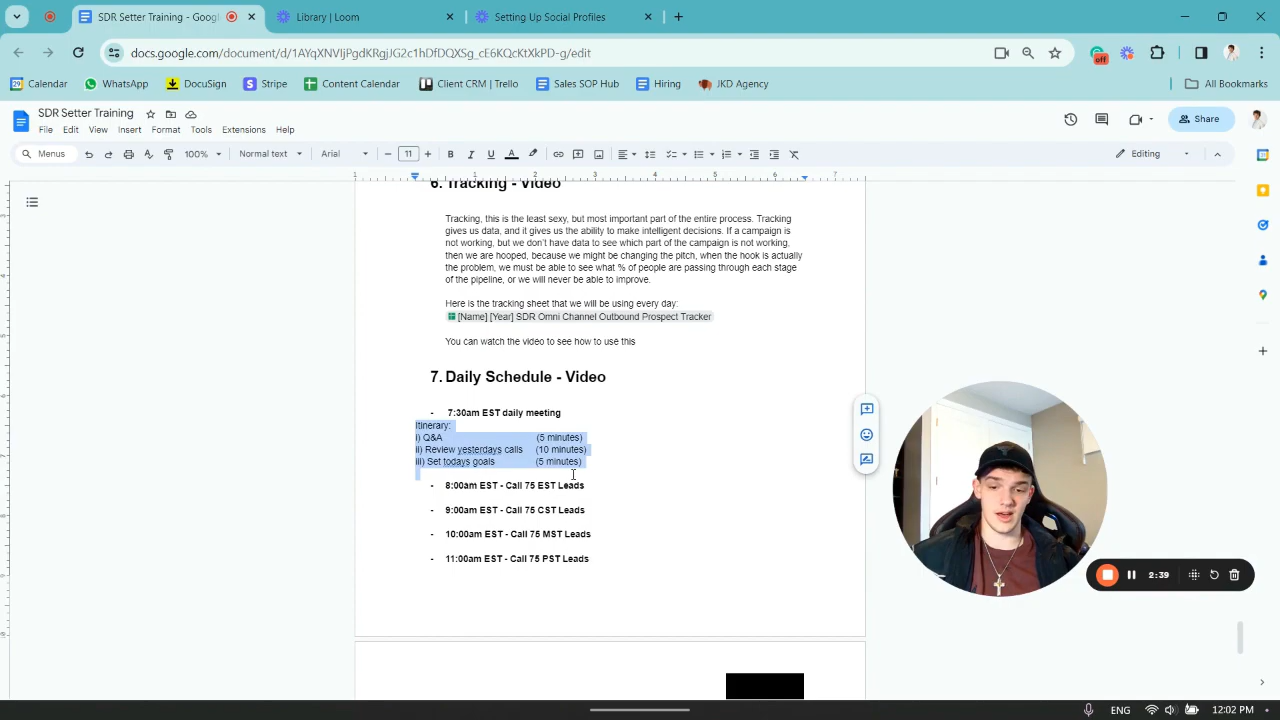 SDR Setter Training - Googl
Library | Loom
Setting Up Social Profiles
docs.google.com/document/d/1AYqXNVIjPgdKRgjJG2c1hDfDQXSg_cE6KQcKtXkPD-g/edit
off
Calendar
WhatsApp
DocuSign
Stripe
Content Calendar
Client CRM | Trello
Sales SOP Hub
Hiring
JKD Agency
All Bookmarks
SDR Setter Training
File Edit View Insert Format Tools Extensions Help
Share
Menus
100%
Normal text
Arial
11
Editing
6. Tracking - Video
Tracking, this is the least sexy, but most important part of the entire process. Tracking
gives us data, and it gives us the ability to make intelligent decisions. If a campaign is
not working, but we don't have data to see which part of the campaign is not working,
then we are hooped, because we might be changing the pitch, when the hook is actually
the problem, we must be able to see what % of people are passing through each stage
of the pipeline, or we will never be able to improve.
Here is the tracking sheet that we will be using every day:
[Name] [Year] SDR Omni Channel Outbound Prospect Tracker
You can watch the video to see how to use this
7. Daily Schedule - Video
- 7:30am EST daily meeting
Itinerary:
i) Q&A (5 minutes)
ii) Review yesterdays calls (10 minutes)
iii) Set todays goals (5 minutes)
- 8:00am EST - Call 75 EST Leads
- 9:00am EST - Call 75 CST Leads
- 10:00am EST - Call 75 MST Leads
- 11:00am EST - Call 75 PST Leads
2:39
ENG
12:02 PM